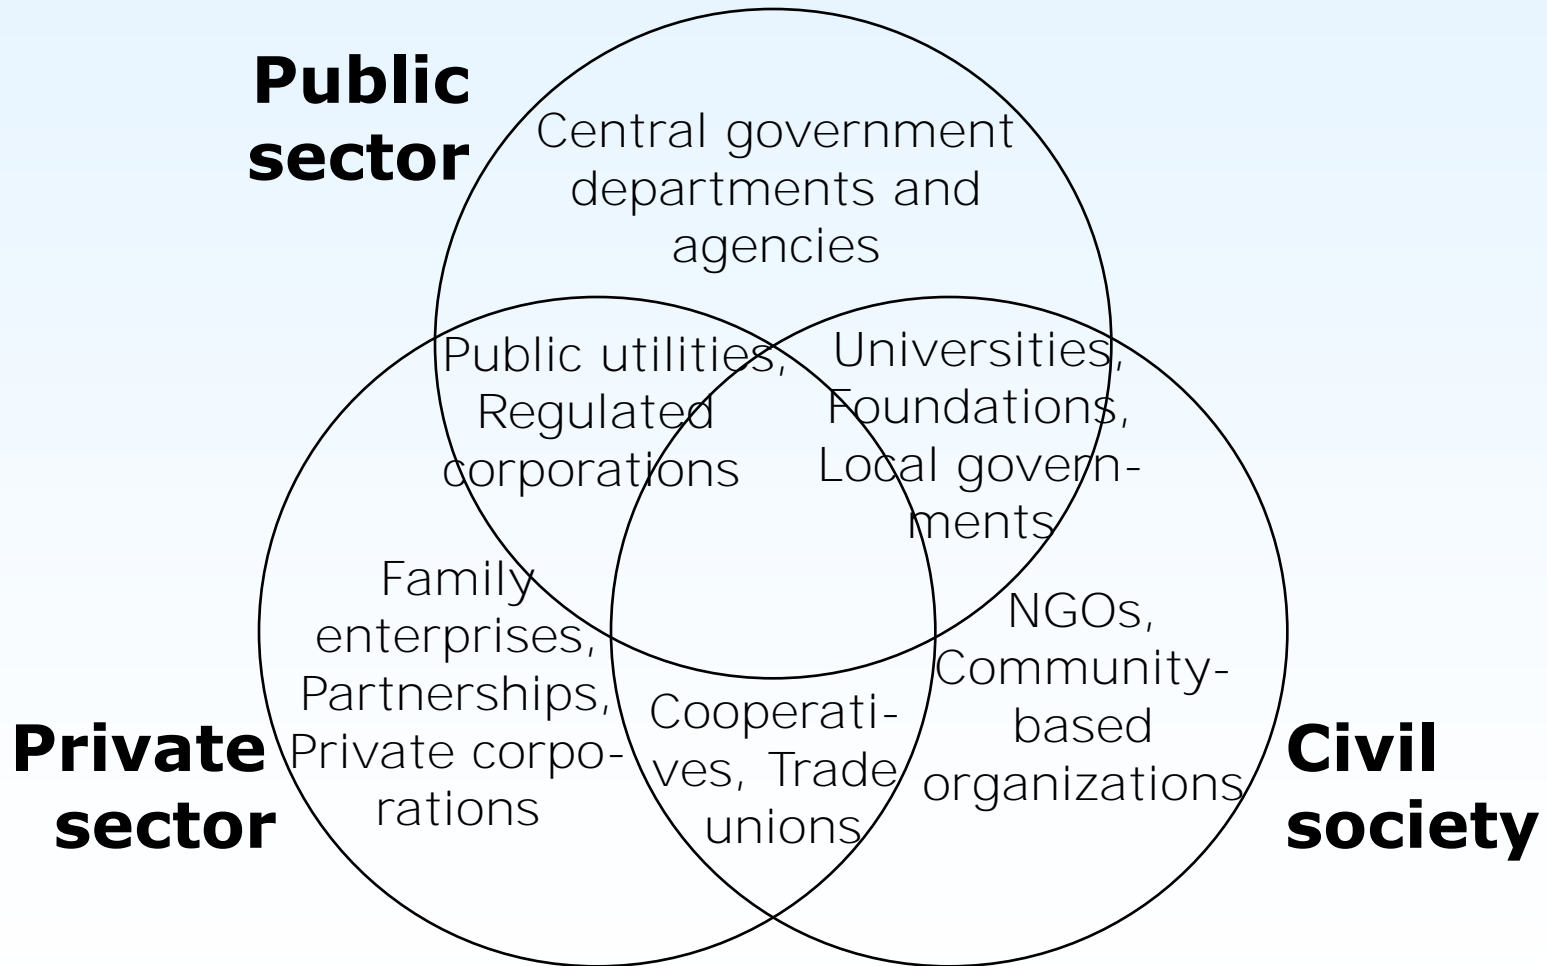 Public
sector
Central government
departments and
agencies
Public utilities,
Regulated
corporations
Universities,
Foundations,
Local govern-
ments
Family
enterprises,
Partnerships,
Private corpo-
rations
Cooperati-
ves, Trade
unions
NGOs,
Community-
based
organizations
Private
sector
Civil
society